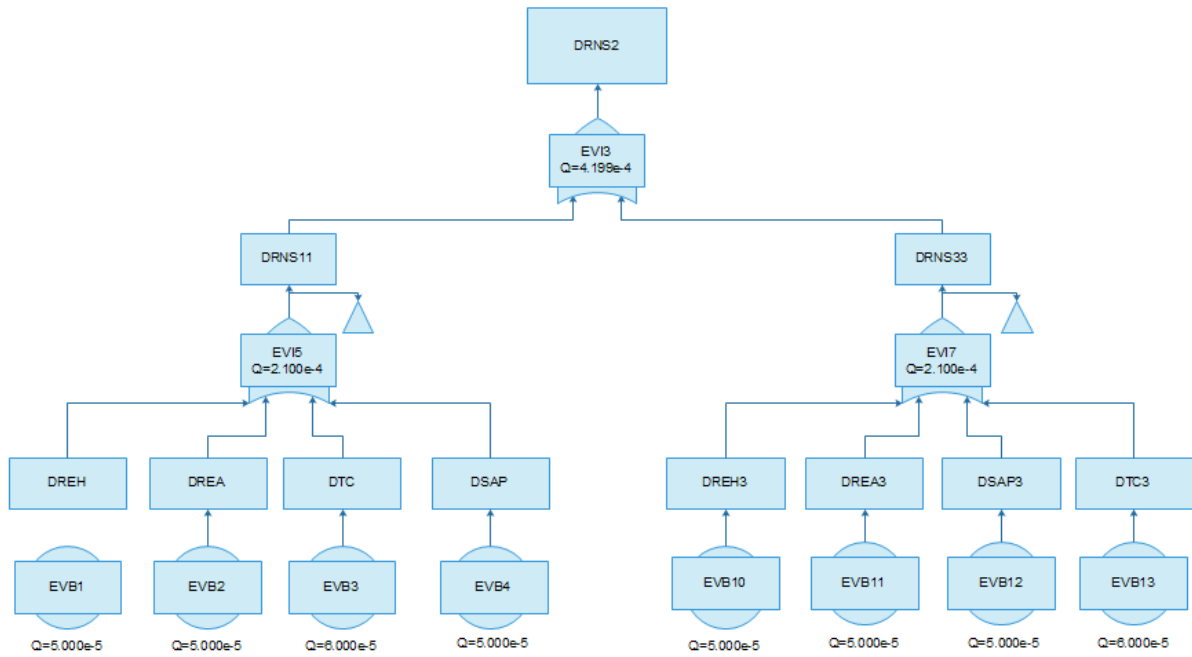 DRNS2
EVI3
Q=4.199e-4
DRNS11
DRNS33
EVI5
Q=2.100e-4
EVI7
Q=2.100e-4
DREH
DREA
DTC
DSAP
DREH3
DREA3
DSAP3
DTC3
EVB1
EVB2
EVB3
EVB4
EVB10
EVB11
EVB12
EVB13
Q=5.000e-5
Q=5.000e-5
Q=6.000e-5
Q=5.000e-5
Q=5.000e-5
Q=5.000e-5
Q=5.000e-5
Q=6.000e-5